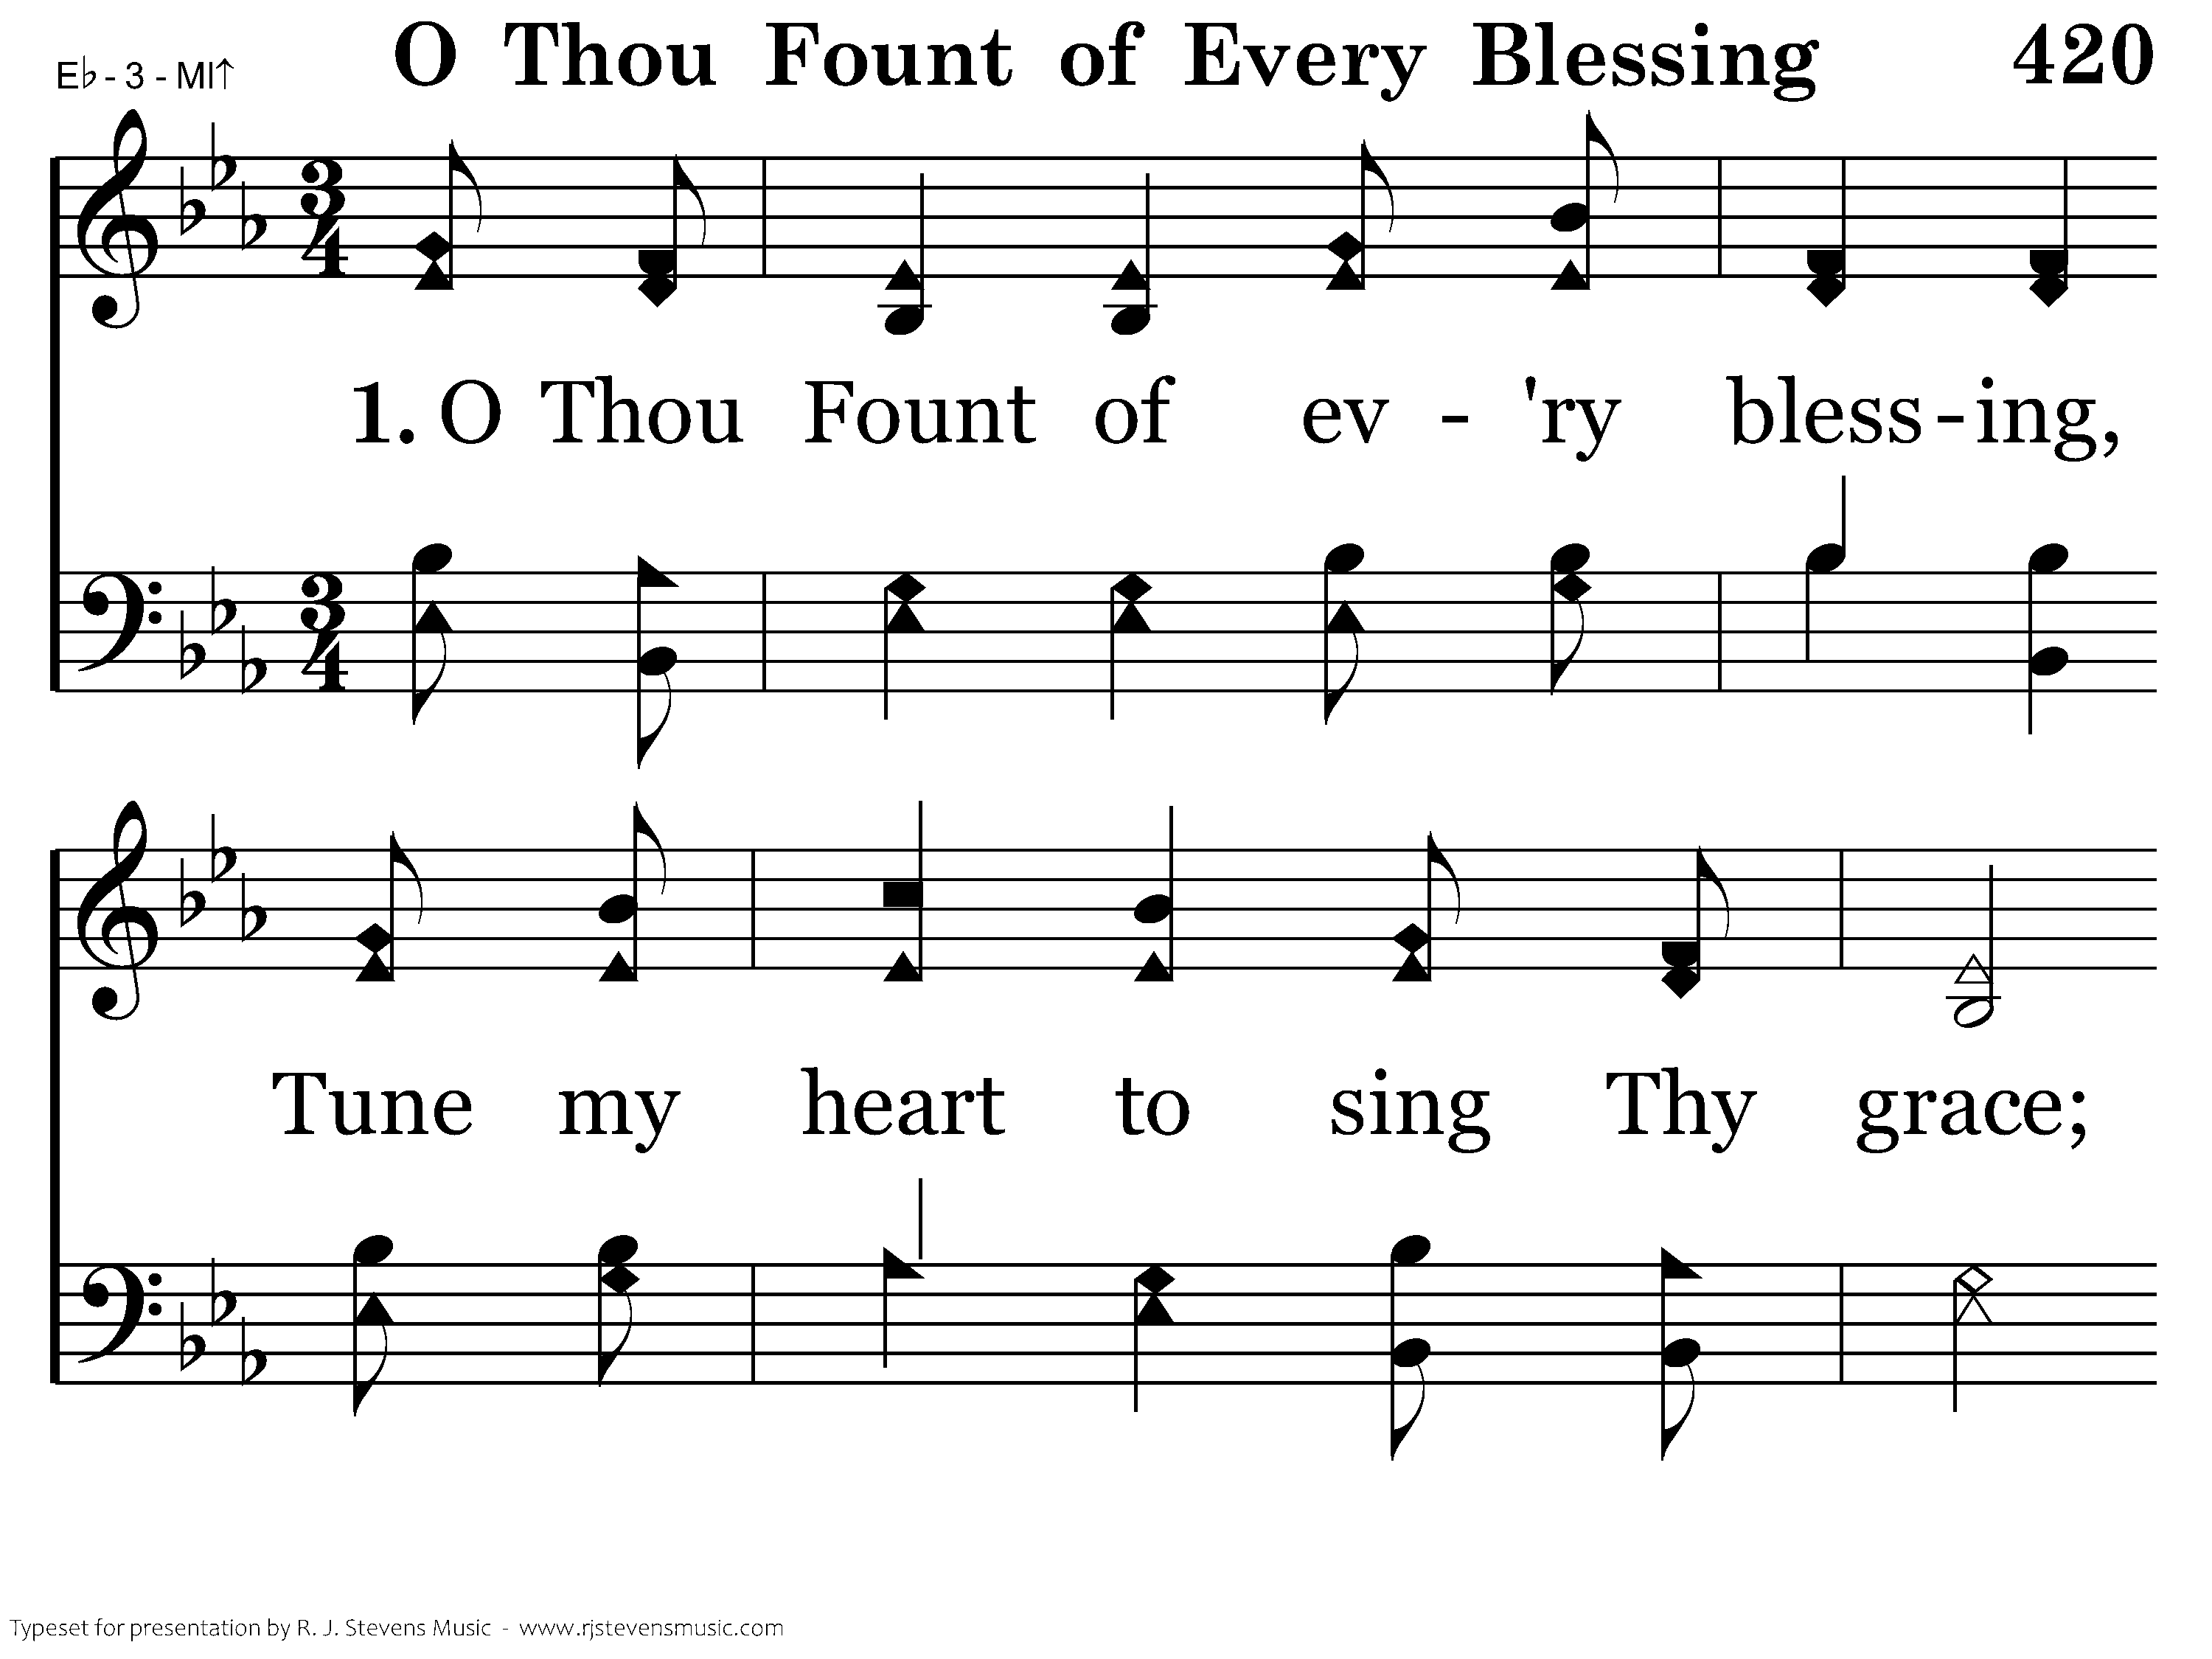 E♭ - 3 - MI↑ O Thou Fount of Every Blessing 420
1. O Thou Fount of ev - 'ry bless - ing,
Tune my heart to sing Thy grace;
Typeset for presentation by R. J. Stevens Music - www.rjstevensmusic.com